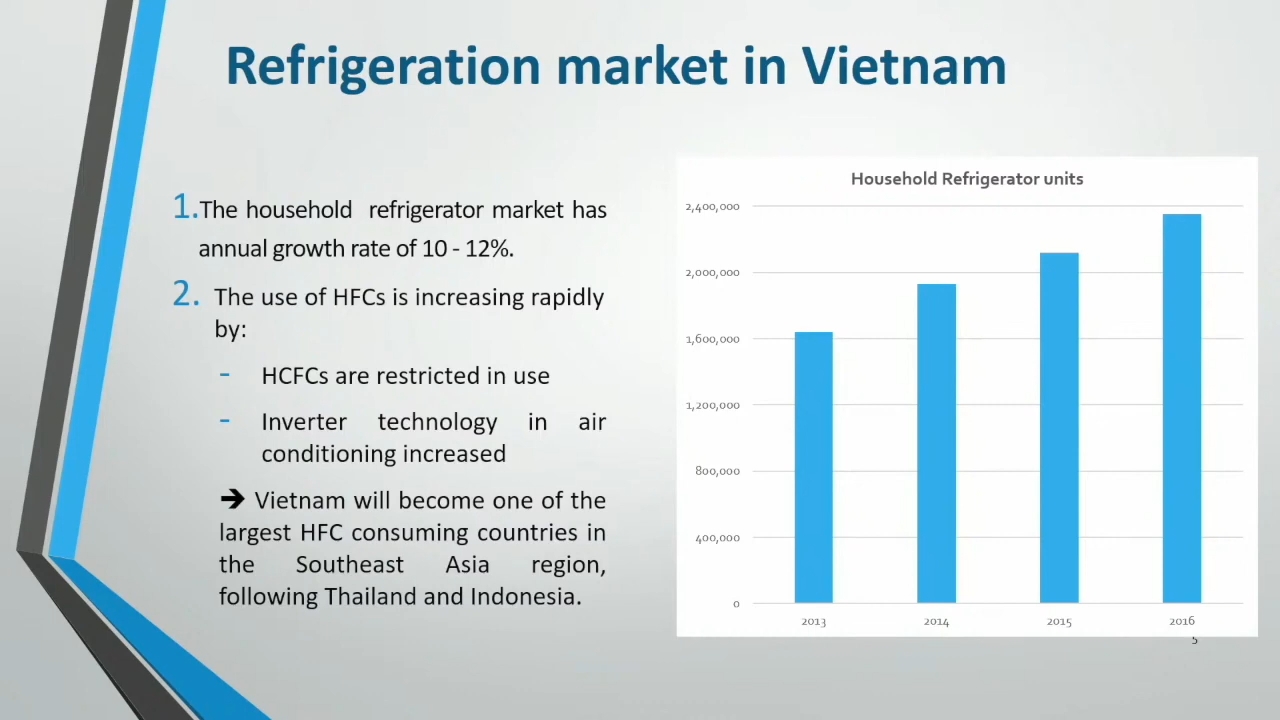 Refrigeration market in Vietnam
1.The household refrigerator market has
annual growth rate of 10 - 12%.
2. The use of HFCs is increasing rapidly
by:
- HCFCs are restricted in use
- Inverter technology in air
conditioning increased
➔ Vietnam will become one of the
largest HFC consuming countries in
the Southeast Asia region,
following Thailand and Indonesia.
Household Refrigerator units
2,400,000
2,000,000
1,600,000
1,200,000
800,000
400,000
0
2013 2014 2015 2016
5